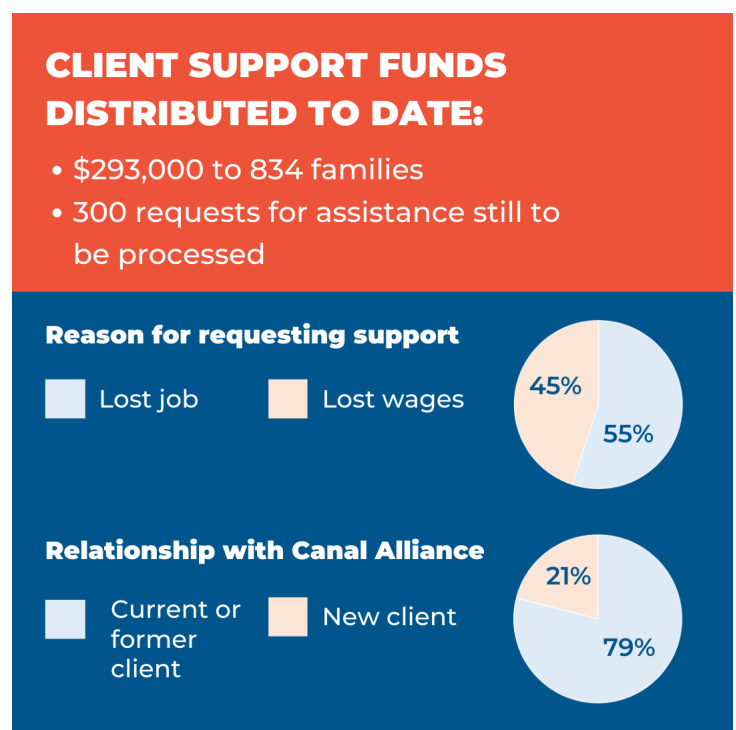 CLIENT SUPPORT FUNDS
DISTRIBUTED TO DATE:
• $293,000 to 834 families
• 300 requests for assistance still to
be processed
Reason for requesting support
Lost job
Lost wages
45%
55%
Relationship with Canal Alliance
Current or
former
client
New client
21%
79%